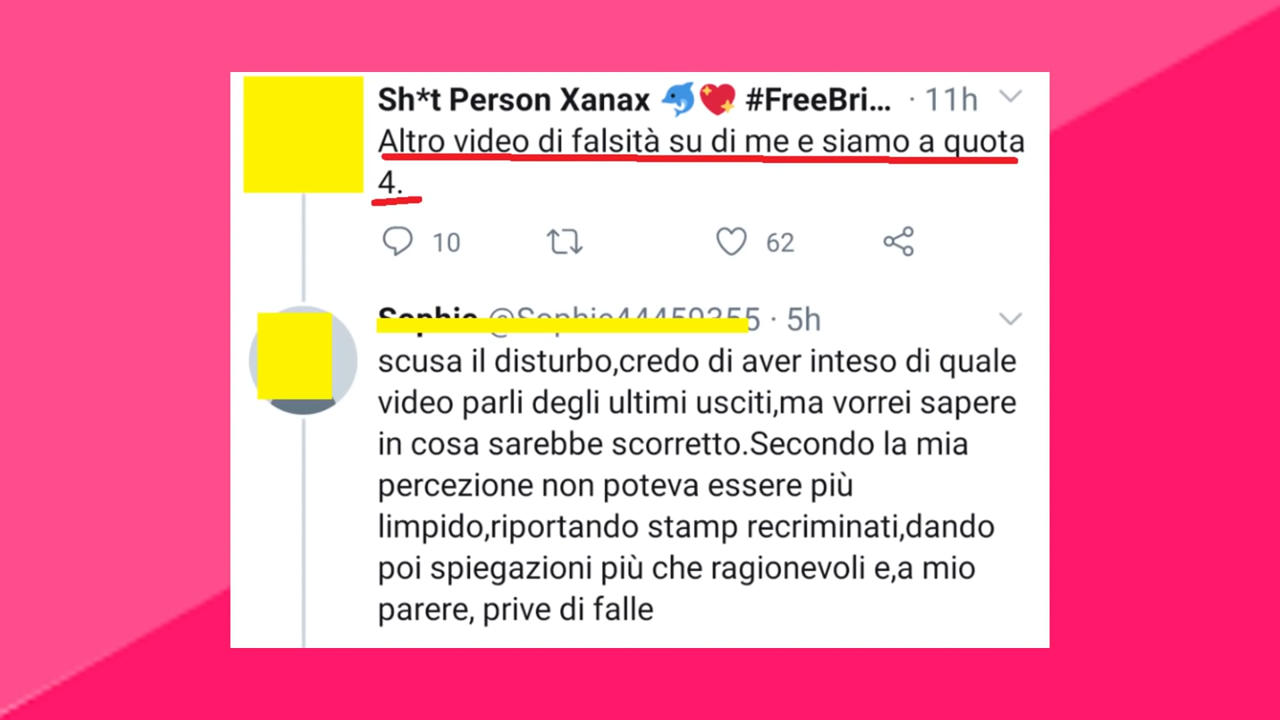 Sh*t Person Xanax 🐬💖 #FreeBri... · 11h
Altro video di falsità su di me e siamo a quota
4.
10 62
Sophie @Sophie44459355 · 5h
scusa il disturbo,credo di aver inteso di quale
video parli degli ultimi usciti,ma vorrei sapere
in cosa sarebbe scorretto.Secondo la mia
percezione non poteva essere più
limpido,riportando stamp recriminati,dando
poi spiegazioni più che ragionevoli e,a mio
parere, prive di falle